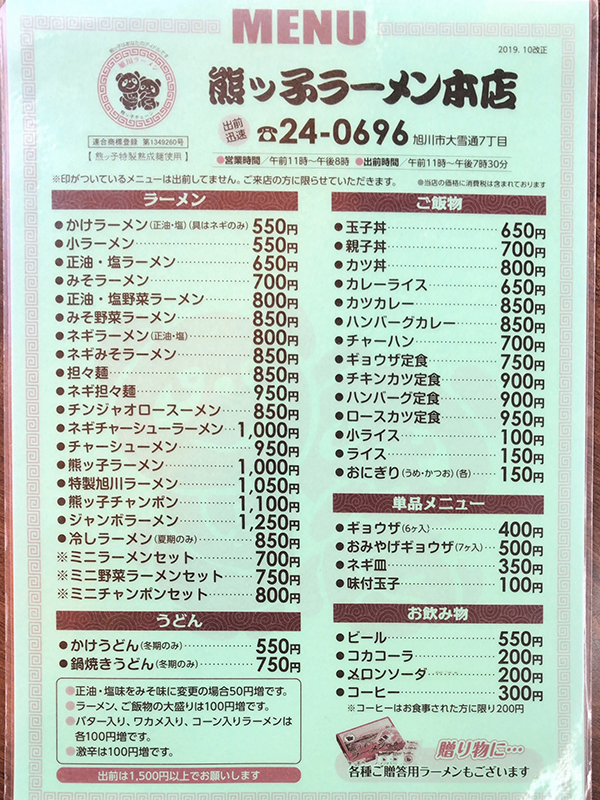 MENU
2019.10改正
旭川ラーメン
連合商標登録 第1349260号
【熊ッ子特製熟成麺使用】
熊ッ子ラーメン本店
出前迅速
☎24-0696 旭川市大雪通7丁目
●営業時間／午前11時〜午後8時 ●出前時間／午前11時〜午後7時30分
※印がついているメニューは出前してません。ご来店の方に限らせていただきます。 ●当店の価格に消費税は含まれております
ラーメン
●かけラーメン(正油・塩)(具はネギのみ) 550円
●小ラーメン 550円
●正油・塩ラーメン 650円
●みそラーメン 700円
●正油・塩野菜ラーメン 800円
●みそ野菜ラーメン 850円
●ネギラーメン(正油・塩) 800円
●ネギみそラーメン 850円
●担々麺 850円
●ネギ担々麺 950円
●チンジャオロースーメン 850円
●ネギチャーシューラーメン 1,000円
●チャーシューメン 950円
●熊ッ子ラーメン 1,000円
●特製旭川ラーメン 1,050円
●熊ッ子チャンポン 1,100円
●ジャンボラーメン 1,250円
●冷しラーメン(夏期のみ) 850円
※ミニラーメンセット 700円
※ミニ野菜ラーメンセット 750円
※ミニチャンポンセット 800円
うどん
●かけうどん(冬期のみ) 550円
●鍋焼きうどん(冬期のみ) 750円
●正油・塩味をみそ味に変更の場合50円増です。
●ラーメン、ご飯物の大盛りは100円増です。
●バター入り、ワカメ入り、コーン入りラーメンは
各100円増です。
●激辛は100円増です。
出前は1,500円以上でお願いします
ご飯物
●玉子丼 650円
●親子丼 700円
●カツ丼 800円
●カレーライス 650円
●カツカレー 850円
●ハンバーグカレー 850円
●チャーハン 700円
●ギョウザ定食 750円
●チキンカツ定食 900円
●ハンバーグ定食 900円
●ロースカツ定食 950円
●小ライス 100円
●ライス 150円
●おにぎり(うめ・かつお)(各) 150円
単品メニュー
●ギョウザ(6ヶ入) 400円
●おみやげギョウザ(7ヶ入) 500円
●ネギ皿 350円
●味付玉子 100円
お飲み物
●ビール 550円
●コカコーラ 200円
●メロンソーダ 200円
●コーヒー 300円
※コーヒーはお食事された方に限り200円
贈り物に…
各種ご贈答用ラーメンもございます